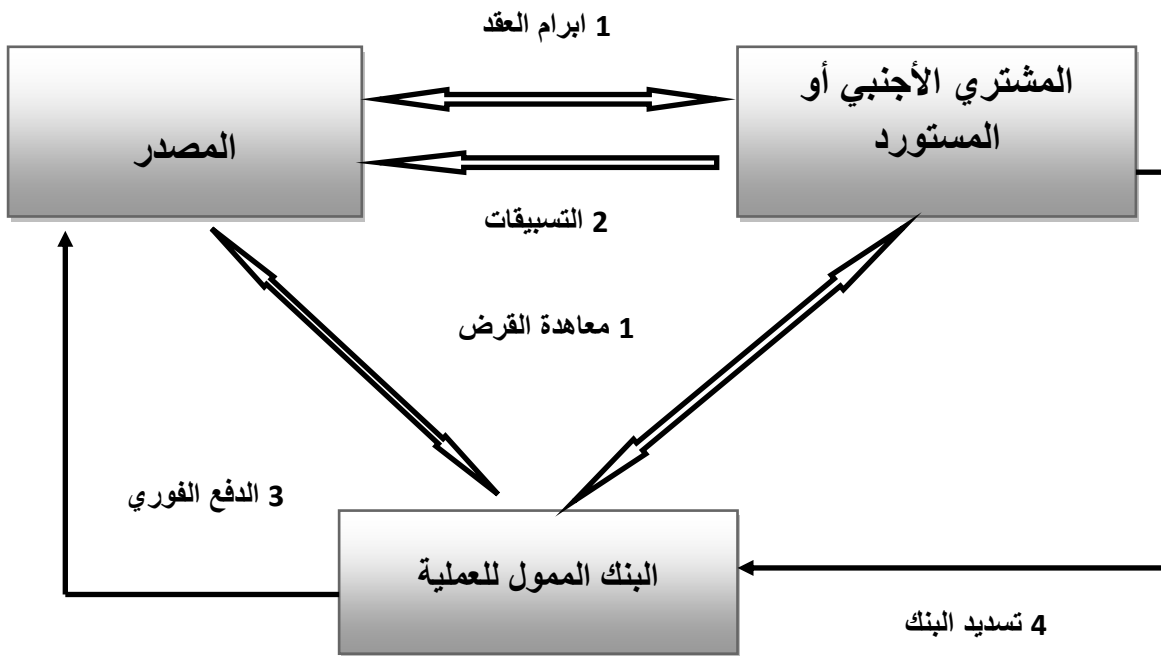 1 ابرام العقد
المشتري الأجنبي أو
المستورد
المصدر
2 التسبيقات
1 معاهدة القرض
3 الدفع الفوري
البنك الممول للعملية
4 تسديد البنك